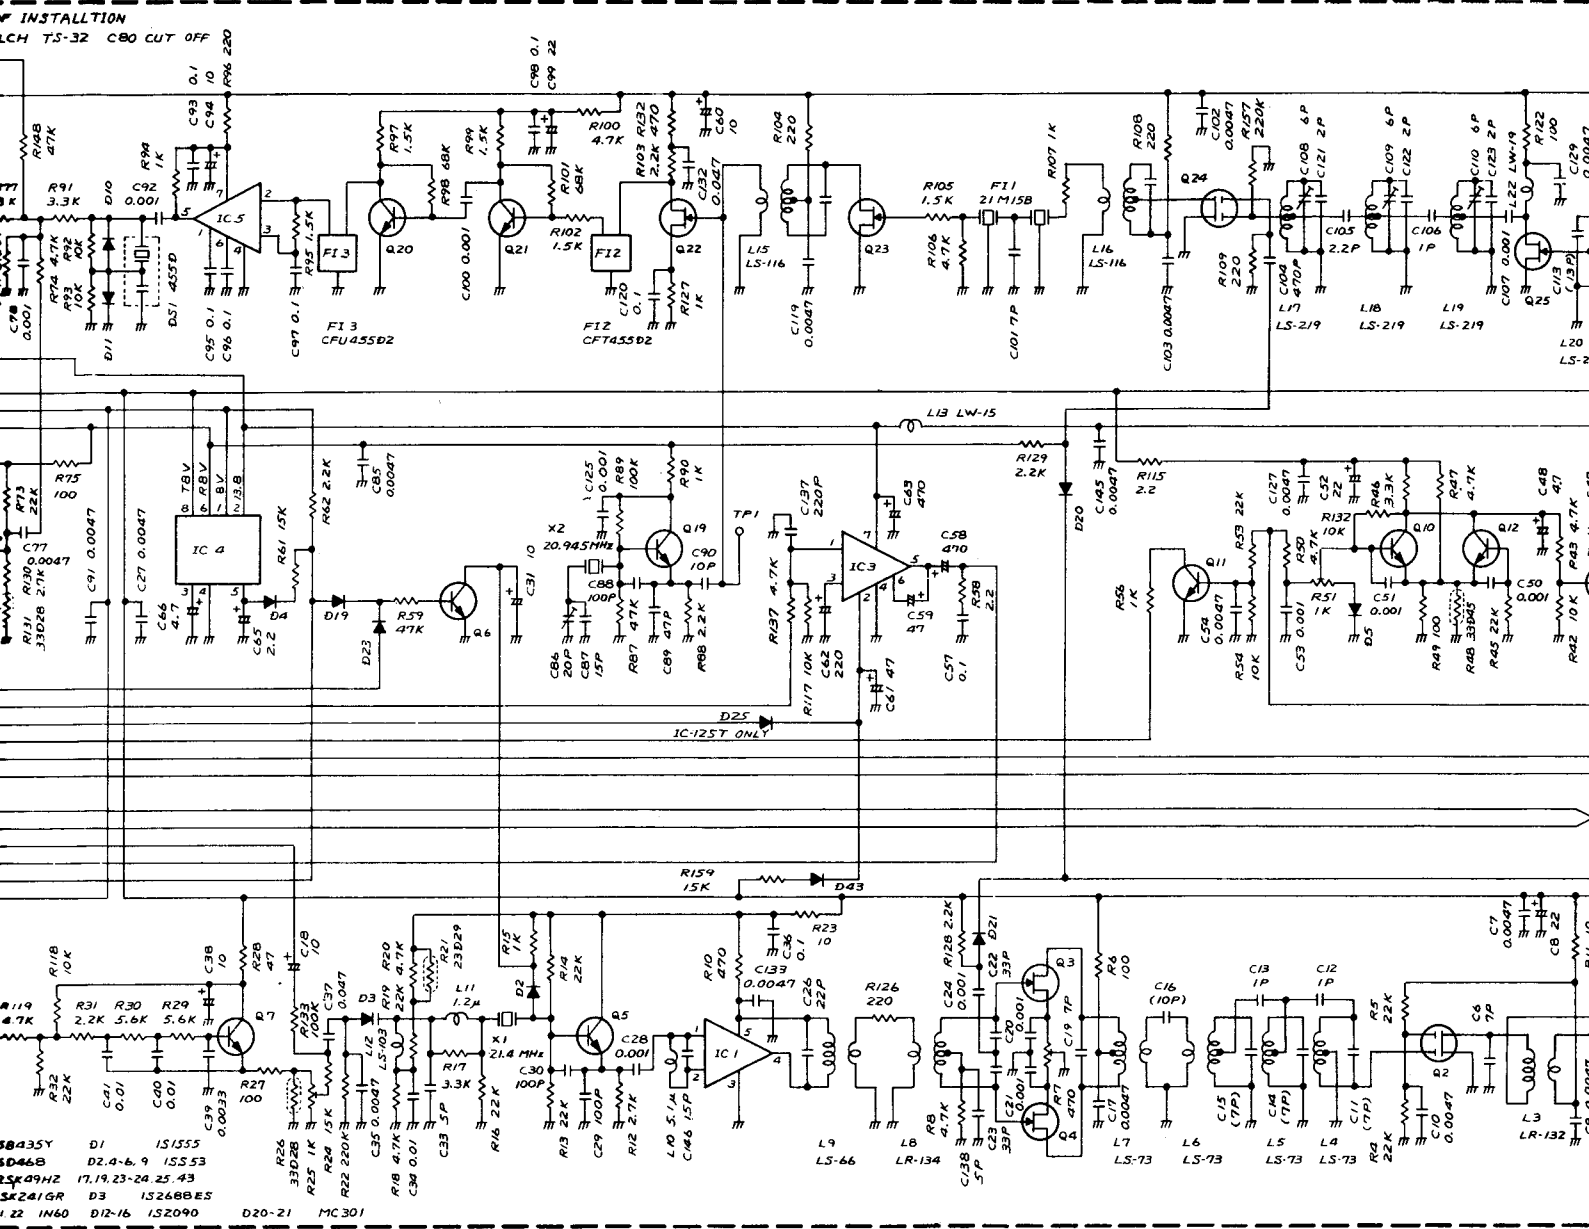 OF INSTALLTION
LCH TS-32 C80 CUT OFF
C93 0.1
C94 10
R96 220
C98 0.1
C99 22
R148 47K
R94 1K
R91 3.3K
D10
C92 0.001
IC5
R92 10K
R74 4.7K
R93 10K
C78 0.001
D11
DS1 455D
C95 0.1
C96 0.1
C97 0.1
R95 1.5K
FI3
FI 3
CFU455D2
R97 1.5K
R98 68K
Q20
R99 1.5K
C100 0.001
Q21
R101 68K
R102 1.5K
R100 4.7K
FI2
FI2
CFT455D2
C120 0.1
R132 470
R103 2.2K
C132 0.047
C60 10
Q22
R127 1K
R104 220
L15
LS-116
C119 0.0047
Q23
R105 1.5K
R106 4.7K
FI1
21M15B
C101 7P
R107 1K
L16
LS-116
R108 220
C103 0.0047
Q24
C102 0.0047
R157 220K
R109 220
C104 470P
C108 6P
C121 2P
L17
LS-219
C105 2.2P
C109 6P
C122 2P
L18
LS-219
C106 1P
C110 6P
C123 2P
L19
LS-219
L22 LW-19
C107 0.001
R122 100
C129 0.0047
C113 (13P)
Q25
L20
LS-2
R75 100
R73 22K
C77 0.0047
R130 2.7K
R131 33D28
C91 0.0047
C27 0.0047
T8V
R8V
8V
13.8
8 6 1 2
IC 4
3 4 5
C66 4.7
C65 2.2
D4
R61 15K
R62 2.2K
D19
C85 0.0047
D23
R59 47K
Q6
C31 10
X2
20.945MHz
C125 0.001
R89 100K
R90 1K
Q19
C88 100P
C90 10P
TP1
C86 20P
C87 15P
R87 47K
C89 47P
R88 2.2K
C137 220P
R137 4.7K
R117 10K
C62 220
IC3
C63 470
C58 470
C59 47
R58 2.2
C57 0.1
C61 47
L13 LW-15
D25
IC-125T ONLY
R129 2.2K
D20
C145 0.0047
R115 2.2
R56 1K
Q11
C54 0.0047
R53 22K
R54 10K
C127 0.0047
C52 22
R50 4.7K
C53 0.001
R132 10K
R51 1K
D5
R46 3.3K
Q10
C51 0.001
R49 100
R47 4.7K
R48 33D45
Q12
R45 22K
C50 0.001
C48 47
R43 4.7K
R42 10K
R159 15K
D43
R118 10K
R119 4.7K
R31 2.2K
R30 5.6K
R29 5.6K
R32 22K
C41 0.01
C40 0.01
C39 0.0033
C38 10
R28 47
Q7
R27 100
C18 10
R133 100K
R26 33D28
R25 1K
R24 15K
C37 0.047
R22 220K
D3
C35 0.0047
L12 LS-103
R20 4.7K
R19 22K
R21 23D29
R18 4.7K
C34 0.01
L11 1.2μ
R17 3.3K
C33 5P
R16 22K
X1
21.4 MHz
R15 1K
D2
R14 22K
C30 100P
R13 22K
Q5
C29 100P
C28 0.001
R12 2.7K
L10 5.1μ
C146 15P
R10 470
IC 1
C36 0.1
R23 10
C133 0.0047
C26 22P
L9
LS-66
R126 220
L8
LR-134
R128 2.2K
C24 0.001
D21
C22 33P
C20 0.001
Q3
C21 0.001
C23 33P
R8 4.7K
C138 5P
R7 470
Q4
C19 7P
R6 100
C17 0.0047
L7
LS-73
C16 (10P)
L6
LS-73
C15 (7P)
C13 1P
L5
LS-73
C14 (7P)
C12 1P
L4
LS-73
C11 (7P)
R5 22K
R4 22K
Q2
C10 0.0047
C6 7P
C7 0.0047
C8 22
L3
LR-132
SB435Y D1 1S1555
SD468 D2.4-6.9 1SS53
2SK49H2 17.19.23-24.25.43
SK241GR D3 1S2688ES
1.22 1N60 D12-16 1S2090 D20-21 MC301